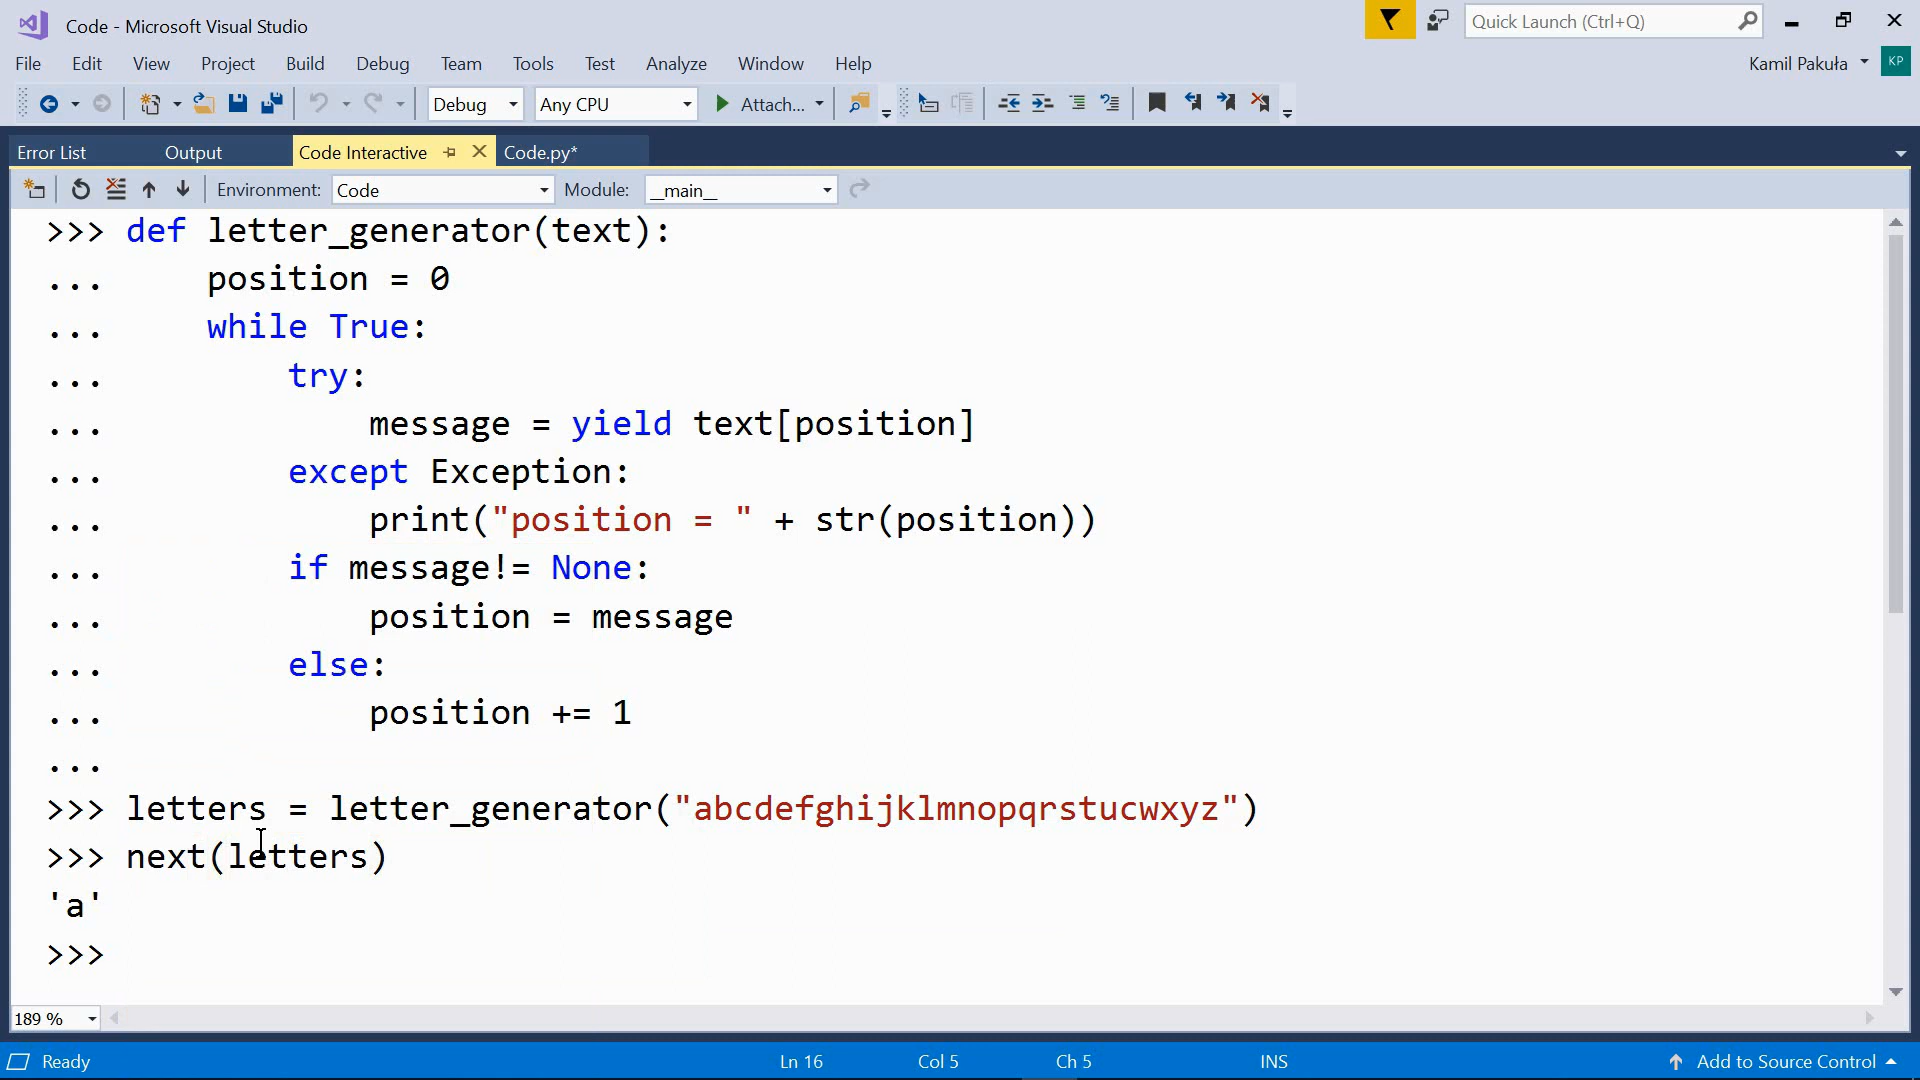 Code - Microsoft Visual Studio
Quick Launch (Ctrl+Q)
File Edit View Project Build Debug Team Tools Test Analyze Window Help
Kamil Pakuła KP
Debug Any CPU Attach...
Error List Output Code Interactive Code.py*
Environment: Code Module: __main__
>>> def letter_generator(text):
...     position = 0
...     while True:
...         try:
...             message = yield text[position]
...         except Exception:
...             print("position = " + str(position))
...         if message!= None:
...             position = message
...         else:
...             position += 1
...
>>> letters = letter_generator("abcdefghijklmnopqrstucwxyz")
>>> next(letters)
'a'
>>>
189 %
Ready Ln 16 Col 5 Ch 5 INS Add to Source Control